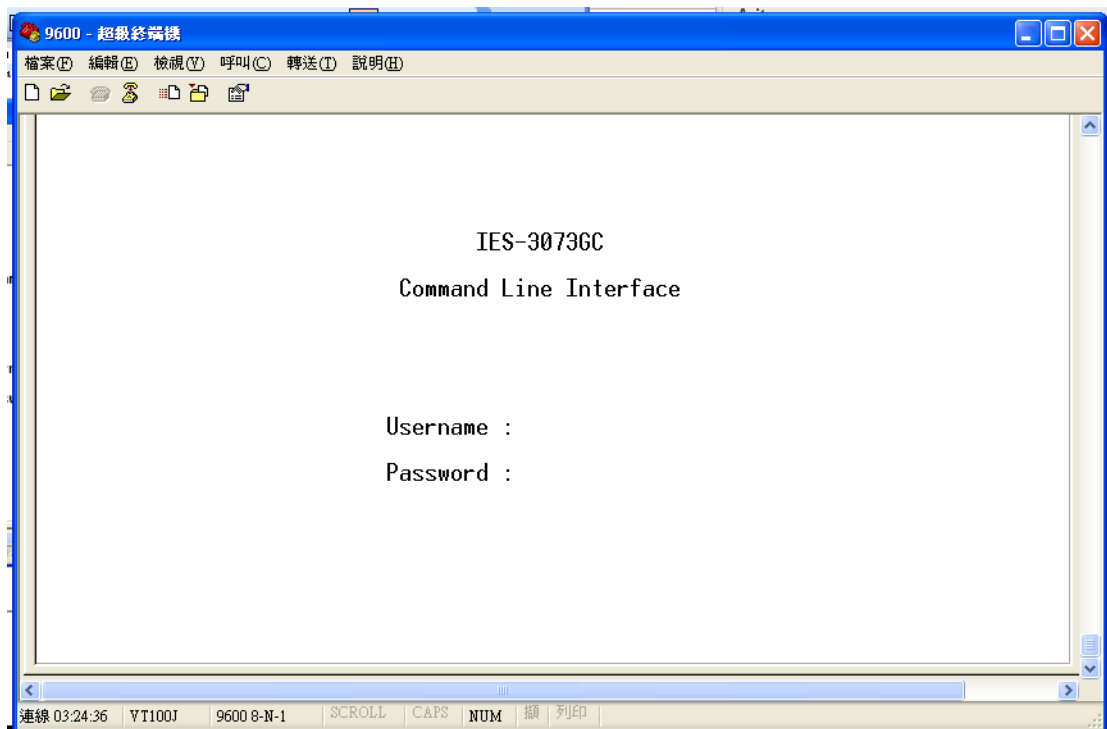 9600 - 超級終端機
檔案(F) 編輯(E) 檢視(V) 呼叫(C) 轉送(T) 說明(H)
IES-3073GC
Command Line Interface
Username :
Password :
連線 03:24:36 VT100J 9600 8-N-1 SCROLL CAPS NUM 擷 列印